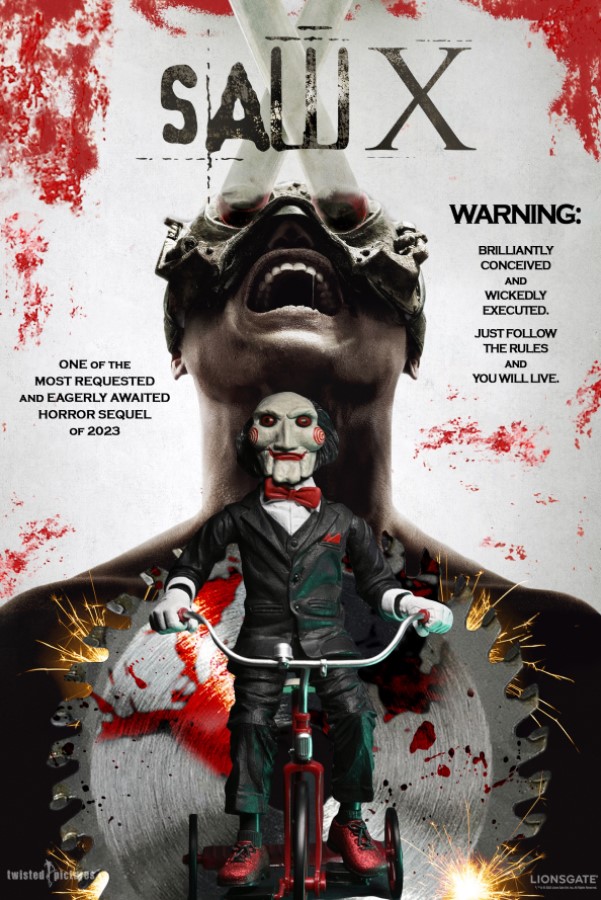 SAW X
WARNING:
BRILLIANTLY
CONCEIVED
AND
WICKEDLY
EXECUTED.
JUST FOLLOW
THE RULES
AND
YOU WILL LIVE.
ONE OF THE
MOST REQUESTED
AND EAGERLY AWAITED
HORROR SEQUEL
OF 2023
twisted pictures
LIONSGATE